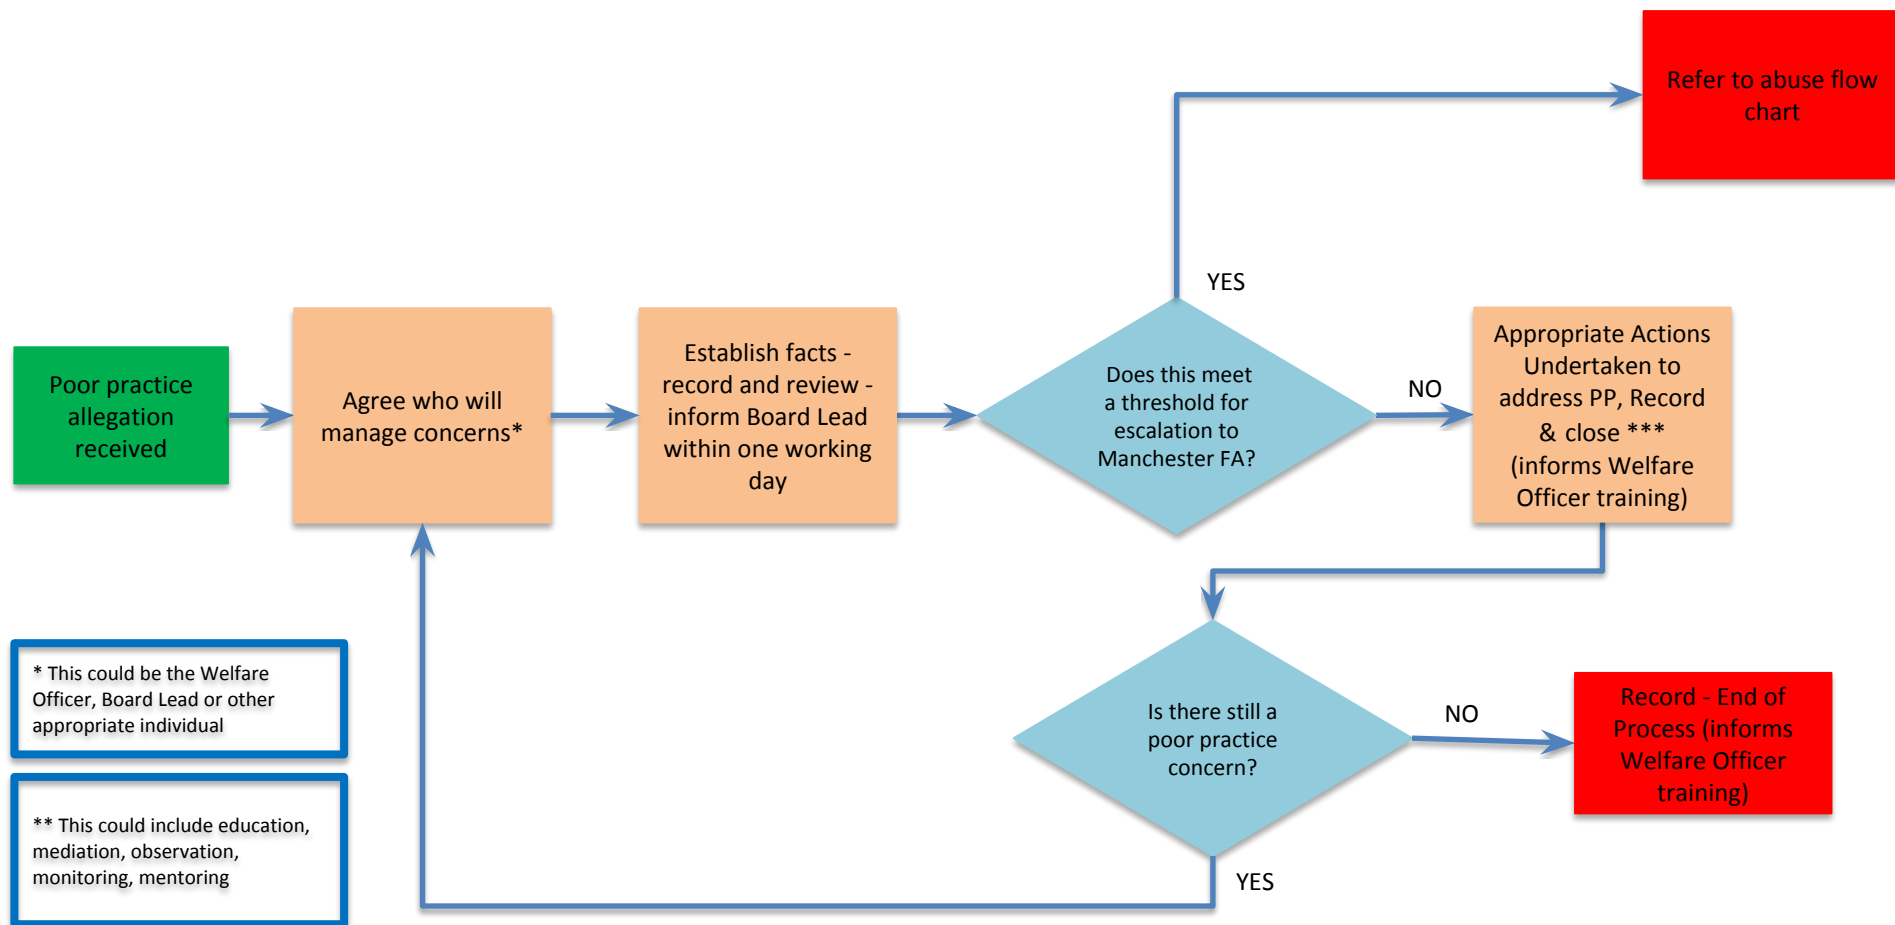 Refer to abuse flow
chart
YES
Poor practice
allegation
received
Agree who will
manage concerns*
Establish facts -
record and review -
inform Board Lead
within one working
day
Does this meet
a threshold for
escalation to
Manchester FA?
NO
Appropriate Actions
Undertaken to
address PP, Record
& close ***
(informs Welfare
Officer training)
* This could be the Welfare
Officer, Board Lead or other
appropriate individual
Is there still a
poor practice
concern?
NO
Record - End of
Process (informs
Welfare Officer
training)
** This could include education,
mediation, observation,
monitoring, mentoring
YES